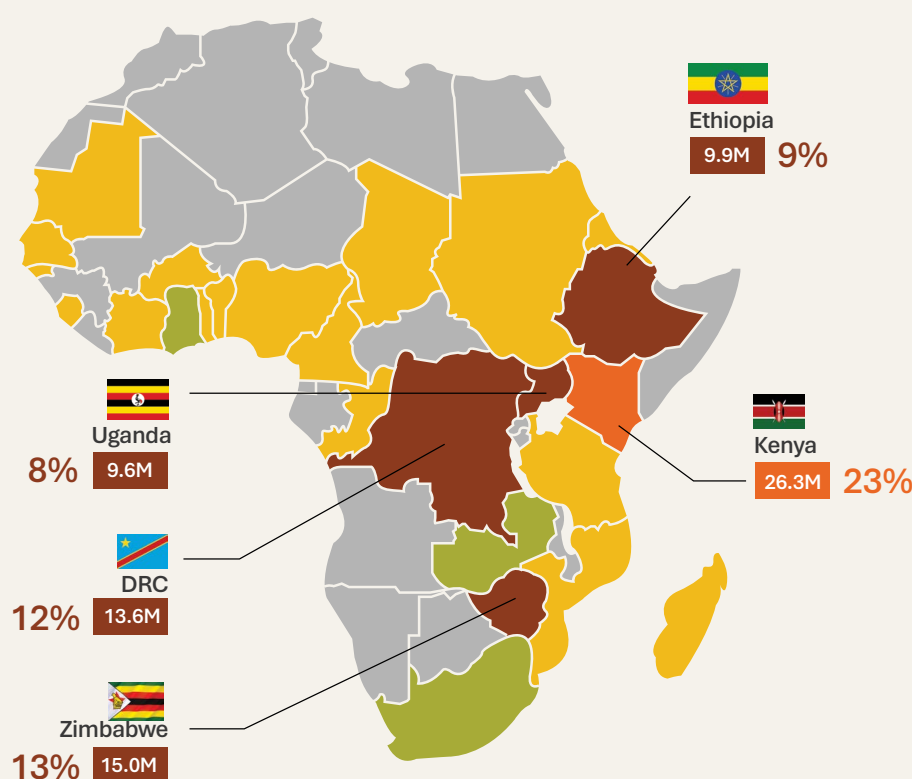 Ethiopia
9.9M 9%
Uganda
8% 9.6M
Kenya
26.3M 23%
DRC
12% 13.6M
Zimbabwe
13% 15.0M